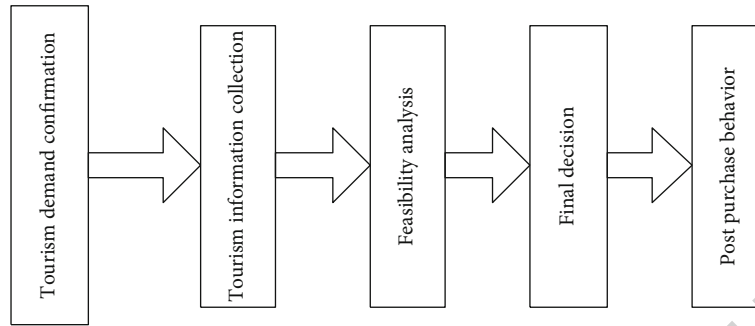 Tourism demand confirmation
Tourism information collection
Feasibility analysis
Final decision
Post purchase behavior